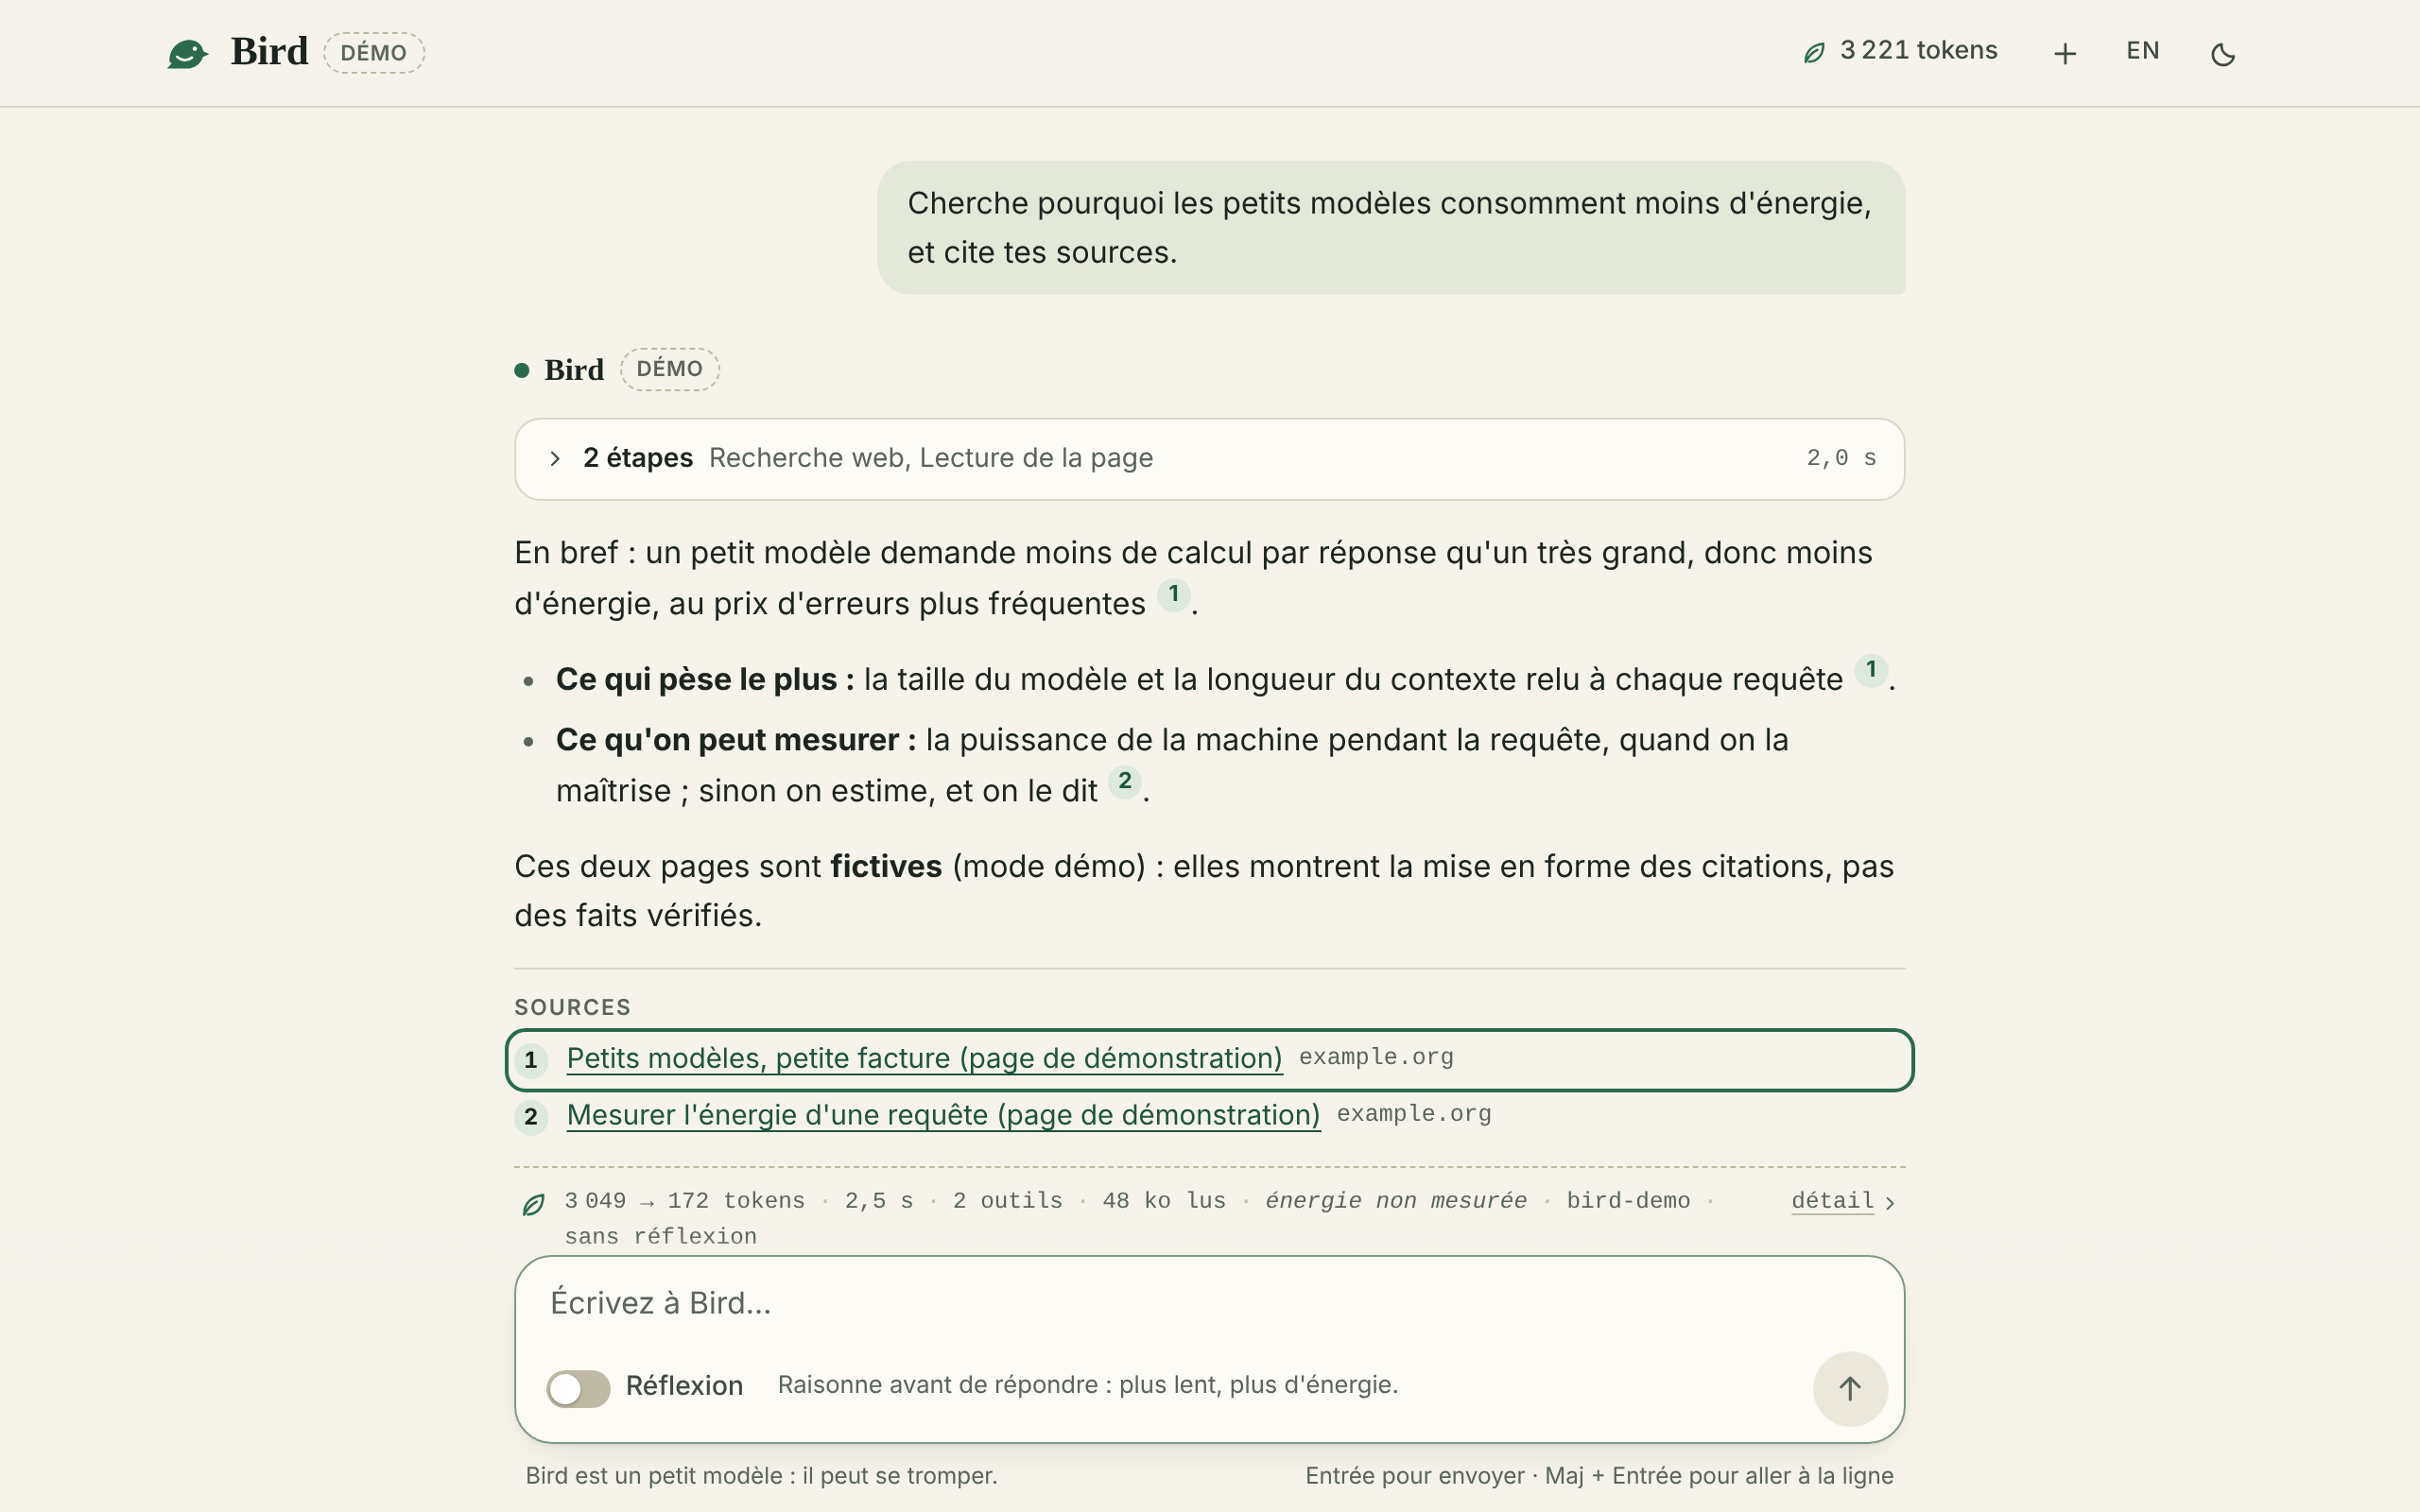 Bird DÉMO 3 221 tokens + EN
Cherche pourquoi les petits modèles consomment moins d'énergie,
et cite tes sources.
Bird DÉMO
2 étapes Recherche web, Lecture de la page 2,0 s
En bref : un petit modèle demande moins de calcul par réponse qu'un très grand, donc moins
d'énergie, au prix d'erreurs plus fréquentes 1.
• Ce qui pèse le plus : la taille du modèle et la longueur du contexte relu à chaque requête 1.
• Ce qu'on peut mesurer : la puissance de la machine pendant la requête, quand on la
maîtrise ; sinon on estime, et on le dit 2.
Ces deux pages sont fictives (mode démo) : elles montrent la mise en forme des citations, pas
des faits vérifiés.
SOURCES
1 Petits modèles, petite facture (page de démonstration) example.org
2 Mesurer l'énergie d'une requête (page de démonstration) example.org
3 049 → 172 tokens · 2,5 s · 2 outils · 48 ko lus · énergie non mesurée · bird-demo · détail
sans réflexion
Écrivez à Bird...
Réflexion Raisonne avant de répondre : plus lent, plus d'énergie.
Bird est un petit modèle : il peut se tromper. Entrée pour envoyer · Maj + Entrée pour aller à la ligne